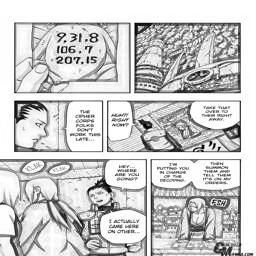 9.31.8
106.7
207.15
TAKE THAT
OVER TO
THEM RIGHT
AWAY.
HUH?!
RIGHT
NOW?
THE
CIPHER
CORPS
FOLKS
DON'T
WORK THIS
LATE...
THEN
SUMMON
THEM AND
TELL THEM
IT'S ON MY
ORDERS.
I'M
PUTTING YOU
IN CHARGE
OF THE
DECODING.
HEY...
WHERE
ARE YOU
GOING?
I ACTUALLY
CAME HERE
ON OTHER...